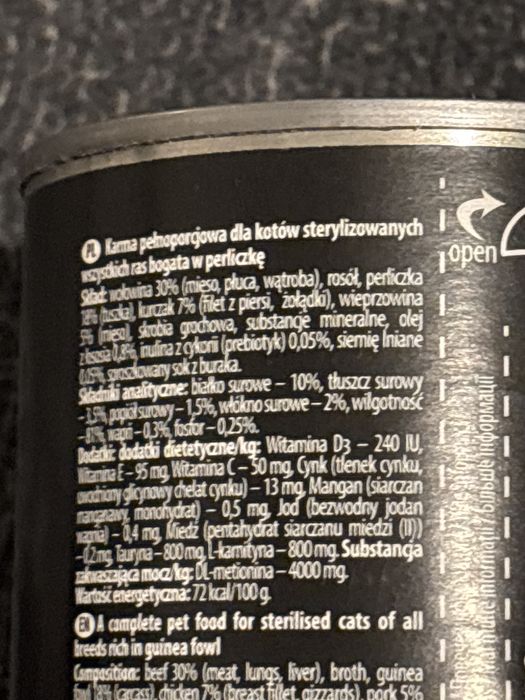 PL Karma pełnoporcjowa dla kotów sterylizowanych
wszystkich ras bogata w perliczkę
Skład: wołowina 30% (mięso, płuca, wątroba), rosół, perliczka
18% (tuszka), kurczak 7% (filet z piersi, żołądki), wieprzowina
5% (mięso), skrobia grochowa, substancje mineralne, olej
z łososia 0,8%, inulina z cykorii (prebiotyk) 0,05%, siemię lniane
0,05%, sproszkowany sok z buraka.
Składniki analityczne: białko surowe – 10%, tłuszcz surowy
popiół surowy – 1,5%, włókno surowe – 2%, wilgotność
wapń – 0,3%, fosfor – 0,25%.
Dodatki: dodatki dietetyczne/kg: Witamina D3 – 240 IU,
Witamina E – 95 mg, Witamina C – 50 mg, Cynk (tlenek cynku,
uwodniony glicynowy chelat cynku) – 13 mg, Mangan (siarczan
manganawy, monohydrat) – 0,5 mg, Jod (bezwodny jodan
wapnia) – 0,4 mg, Miedź (pentahydrat siarczanu miedzi (II))
mg, Tauryna – 800 mg, L-karnityna – 800 mg. Substancja
zakwaszająca mocz/kg: DL-metionina – 4000 mg.
Wartość energetyczna: 72 kcal/100 g.
EN A complete pet food for sterilised cats of all
breeds rich in guinea fowl
Composition: beef 30% (meat, lungs, liver), broth, guinea
fowl 18% (carcass), chicken 7% (breast fillet, gizzards), pork 5%
open
більше інформації